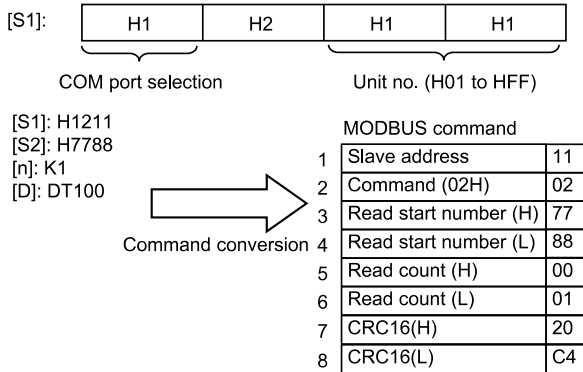 [S1]: H1 H2 H1 H1
COM port selection Unit no. (H01 to HFF)
[S1]: H1211
[S2]: H7788
[n]: K1
[D]: DT100
Command conversion
MODBUS command
1 Slave address 11
2 Command (02H) 02
3 Read start number (H) 77
4 Read start number (L) 88
5 Read count (H) 00
6 Read count (L) 01
7 CRC16(H) 20
8 CRC16(L) C4